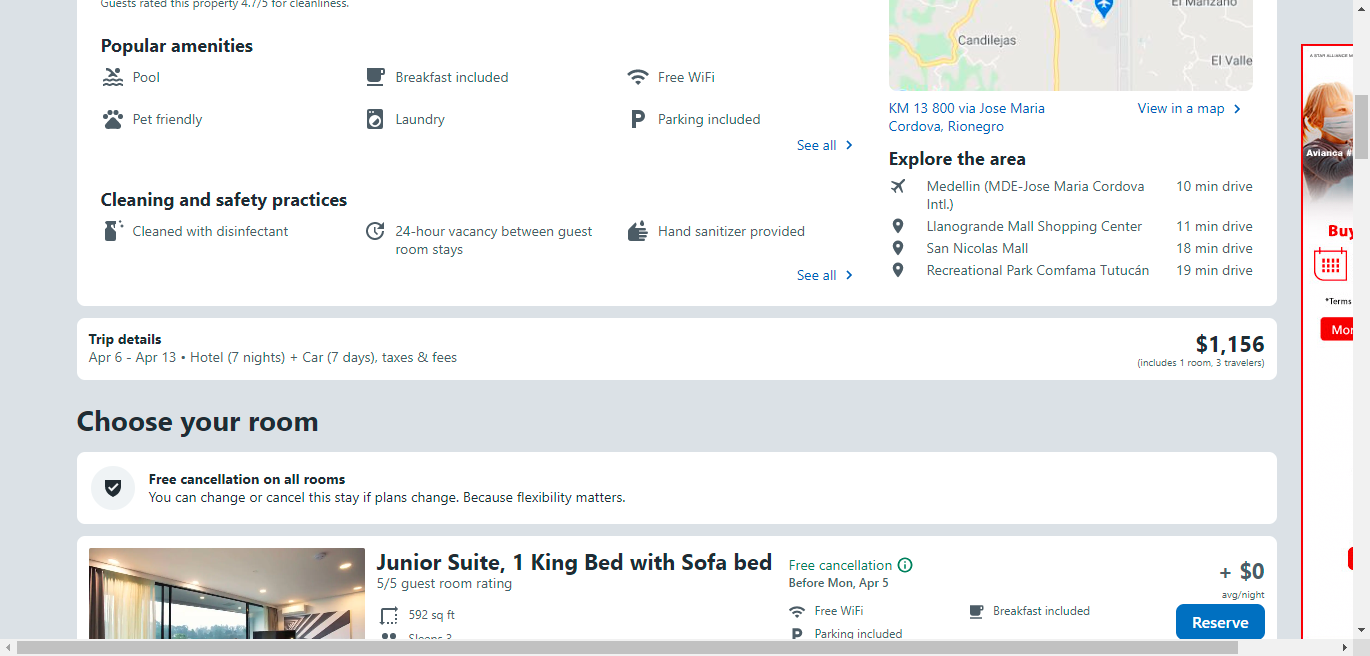 Guests rated this property 4.7/5 for cleanliness.
Popular amenities
Pool
Breakfast included
Free WiFi
Pet friendly
Laundry
Parking included
See all
Cleaning and safety practices
Cleaned with disinfectant
24-hour vacancy between guest
room stays
Hand sanitizer provided
See all
El Manzano
Candilejas
El Valle
KM 13 800 via Jose Maria
Cordova, Rionegro
View in a map
Explore the area
Medellin (MDE-Jose Maria Cordova
Intl.)
10 min drive
Llanogrande Mall Shopping Center
11 min drive
San Nicolas Mall
18 min drive
Recreational Park Comfama Tutucán
19 min drive
A STAR ALLIANCE M
Avianca #
Buy
*Terms
Mor
Trip details
Apr 6 - Apr 13 • Hotel (7 nights) + Car (7 days), taxes & fees
$1,156
(includes 1 room, 3 travelers)
Choose your room
Free cancellation on all rooms
You can change or cancel this stay if plans change. Because flexibility matters.
Junior Suite, 1 King Bed with Sofa bed
5/5 guest room rating
592 sq ft
Sleeps 3
Free cancellation
Before Mon, Apr 5
Free WiFi
Breakfast included
Parking included
+ $0
avg/night
Reserve